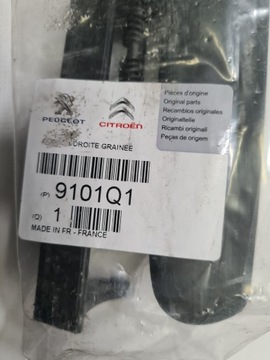 PEUGEOT
CITROËN
Pièces d'origine
Original parts
Recambios originales
Originalteile
Ricambi originali
Peças de origem
DROITE GRAINEE
(P) 9101Q1
(Q) 1
MADE IN FR - FRANCE